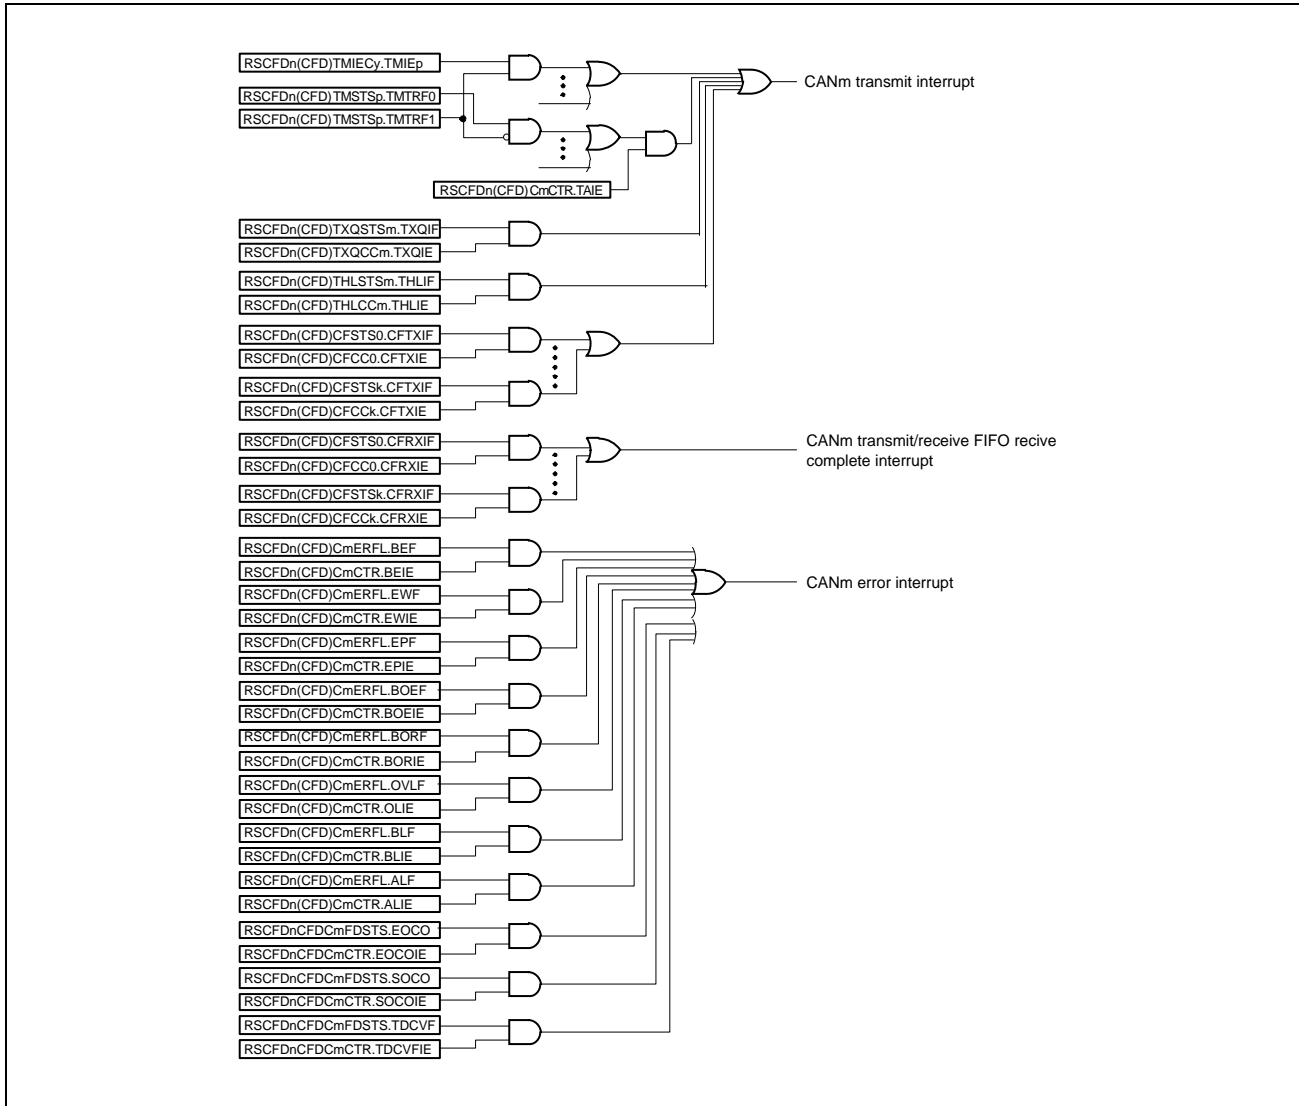 RSCFDn(CFD)TMIECy.TMIEp
RSCFDn(CFD)TMSTSp.TMTRF0
RSCFDn(CFD)TMSTSp.TMTRF1
CANm transmit interrupt
RSCFDn(CFD)CmCTR.TAIE
RSCFDn(CFD)TXQSTSm.TXQIF
RSCFDn(CFD)TXQCCm.TXQIE
RSCFDn(CFD)THLSTSm.THLIF
RSCFDn(CFD)THLCCm.THLIE
RSCFDn(CFD)CFSTS0.CFTXIF
RSCFDn(CFD)CFCC0.CFTXIE
RSCFDn(CFD)CFSTSk.CFTXIF
RSCFDn(CFD)CFCCk.CFTXIE
RSCFDn(CFD)CFSTS0.CFRXIF
RSCFDn(CFD)CFCC0.CFRXIE
RSCFDn(CFD)CFSTSk.CFRXIF
RSCFDn(CFD)CFCCk.CFRXIE
CANm transmit/receive FIFO recive
complete interrupt
RSCFDn(CFD)CmERFL.BEF
RSCFDn(CFD)CmCTR.BEIE
RSCFDn(CFD)CmERFL.EWF
RSCFDn(CFD)CmCTR.EWIE
RSCFDn(CFD)CmERFL.EPF
RSCFDn(CFD)CmCTR.EPIE
RSCFDn(CFD)CmERFL.BOEF
RSCFDn(CFD)CmCTR.BOEIE
RSCFDn(CFD)CmERFL.BORF
RSCFDn(CFD)CmCTR.BORIE
RSCFDn(CFD)CmERFL.OVLF
RSCFDn(CFD)CmCTR.OLIE
RSCFDn(CFD)CmERFL.BLF
RSCFDn(CFD)CmCTR.BLIE
RSCFDn(CFD)CmERFL.ALF
RSCFDn(CFD)CmCTR.ALIE
RSCFDnCFDCmFDSTS.EOCO
RSCFDnCFDCmCTR.EOCOIE
RSCFDnCFDCmFDSTS.SOCO
RSCFDnCFDCmCTR.SOCOIE
RSCFDnCFDCmFDSTS.TDCVF
RSCFDnCFDCmCTR.TDCVFIE
CANm error interrupt